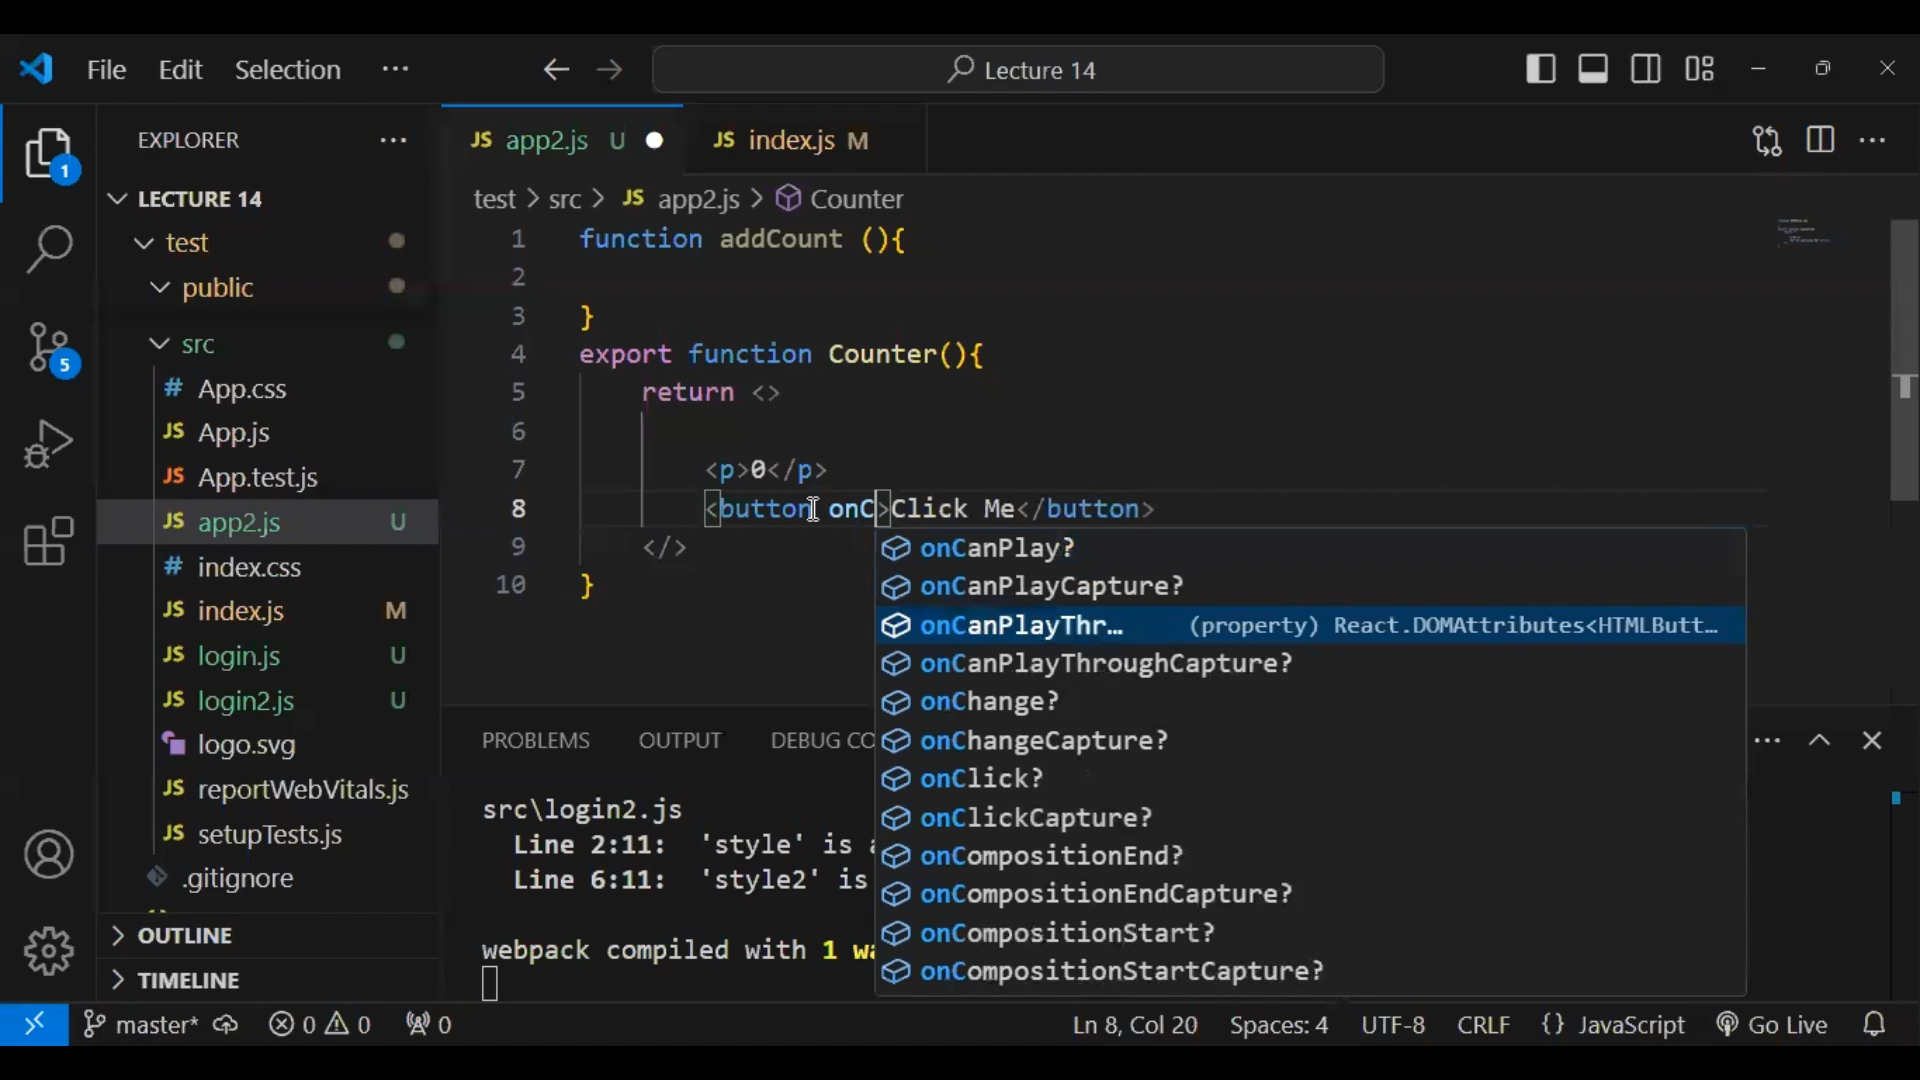 File Edit Selection ··· Lecture 14
EXPLORER ···
LECTURE 14
test
public
src
# App.css
JS App.js
JS App.test.js
JS app2.js U
# index.css
JS index.js M
JS login.js U
JS login2.js U
logo.svg
JS reportWebVitals.js
JS setupTests.js
.gitignore
OUTLINE
TIMELINE
1
5
JS app2.js U ● JS index.js M
test > src > JS app2.js > Counter
1 function addCount (){
2
3 }
4 export function Counter(){
5 return <>
6
7 <p>0</p>
8 <button onC>Click Me</button>
9 </>
10 }
onCanPlay?
onCanPlayCapture?
onCanPlayThr… (property) React.DOMAttributes<HTMLButt…
onCanPlayThroughCapture?
onChange?
onChangeCapture?
onClick?
onClickCapture?
onCompositionEnd?
onCompositionEndCapture?
onCompositionStart?
onCompositionStartCapture?
PROBLEMS OUTPUT DEBUG CO
src\login2.js
Line 2:11: 'style' is a
Line 6:11: 'style2' is
webpack compiled with 1 wa
master* 0 0 0 Ln 8, Col 20 Spaces: 4 UTF-8 CRLF {} JavaScript Go Live